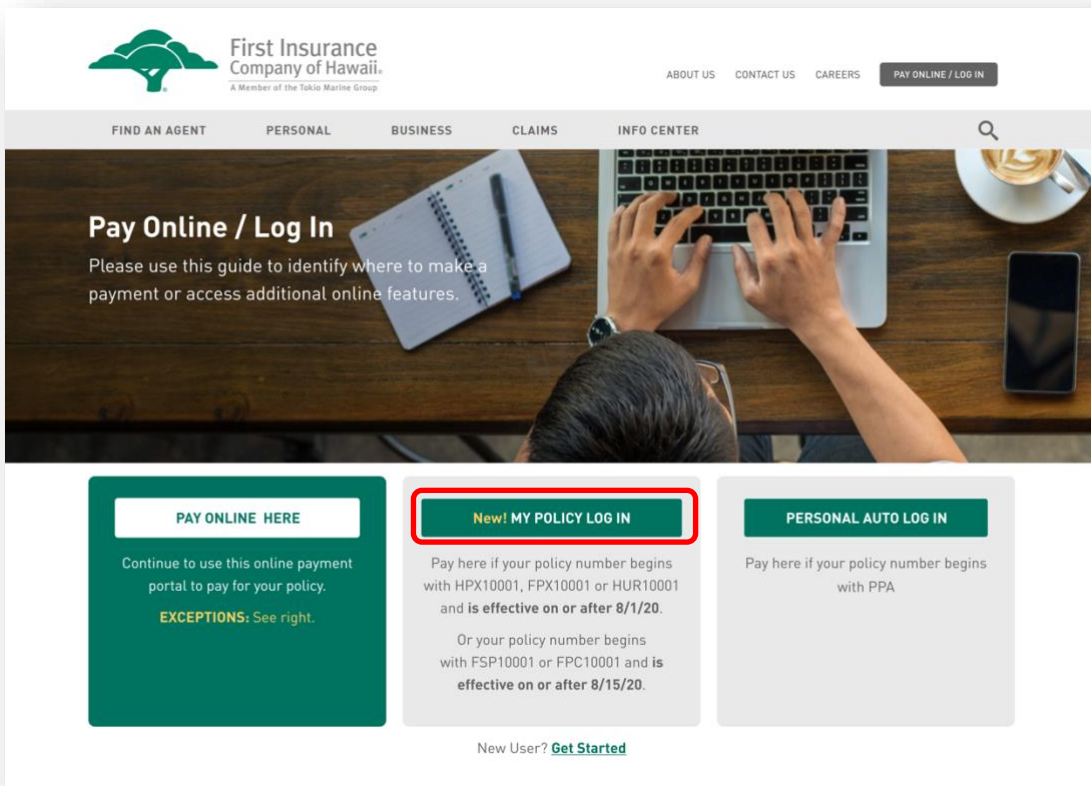 First Insurance
Company of Hawaii®
A Member of the Tokio Marine Group
ABOUT US
CONTACT US
CAREERS
PAY ONLINE / LOG IN
FIND AN AGENT
PERSONAL
BUSINESS
CLAIMS
INFO CENTER
Pay Online / Log In
Please use this guide to identify where to make a
payment or access additional online features.
PAY ONLINE HERE
Continue to use this online payment
portal to pay for your policy.
EXCEPTIONS: See right.
New! MY POLICY LOG IN
Pay here if your policy number begins
with HPX10001, FPX10001 or HUR10001
and is effective on or after 8/1/20.
Or your policy number begins
with FSP10001 or FPC10001 and is
effective on or after 8/15/20.
PERSONAL AUTO LOG IN
Pay here if your policy number begins
with PPA
New User? Get Started